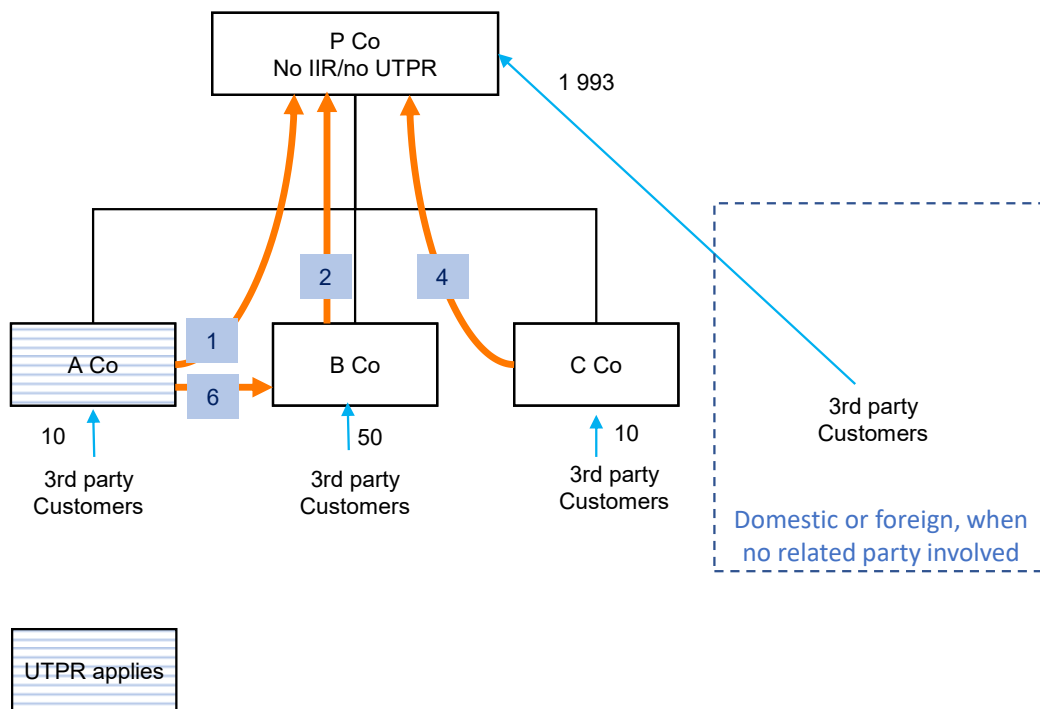 P Co
No IIR/no UTPR
1 993
2
4
1
A Co
B Co
C Co
6
10
50
10
3rd party
Customers
3rd party
Customers
3rd party
Customers
3rd party
Customers
Domestic or foreign, when
no related party involved
UTPR applies